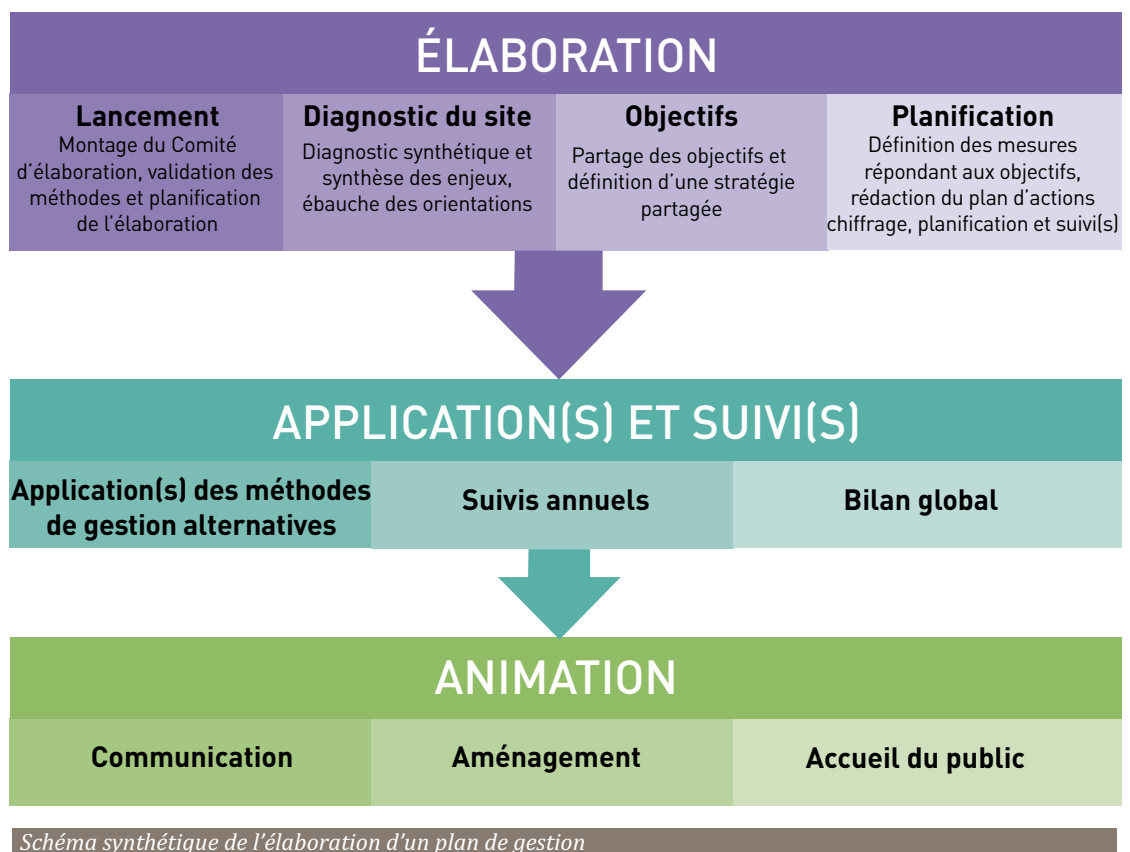 ÉLABORATION
Lancement
Montage du Comité
d'élaboration, validation des
méthodes et planification
de l'élaboration
Diagnostic du site
Diagnostic synthétique et
synthèse des enjeux,
ébauche des orientations
Objectifs
Partage des objectifs et
définition d'une stratégie
partagée
Planification
Définition des mesures
répondant aux objectifs,
rédaction du plan d'actions
chiffrage, planification et suivi(s)
APPLICATION(S) ET SUIVI(S)
Application(s) des méthodes
de gestion alternatives
Suivis annuels
Bilan global
ANIMATION
Communication
Aménagement
Accueil du public
Schéma synthétique de l'élaboration d'un plan de gestion